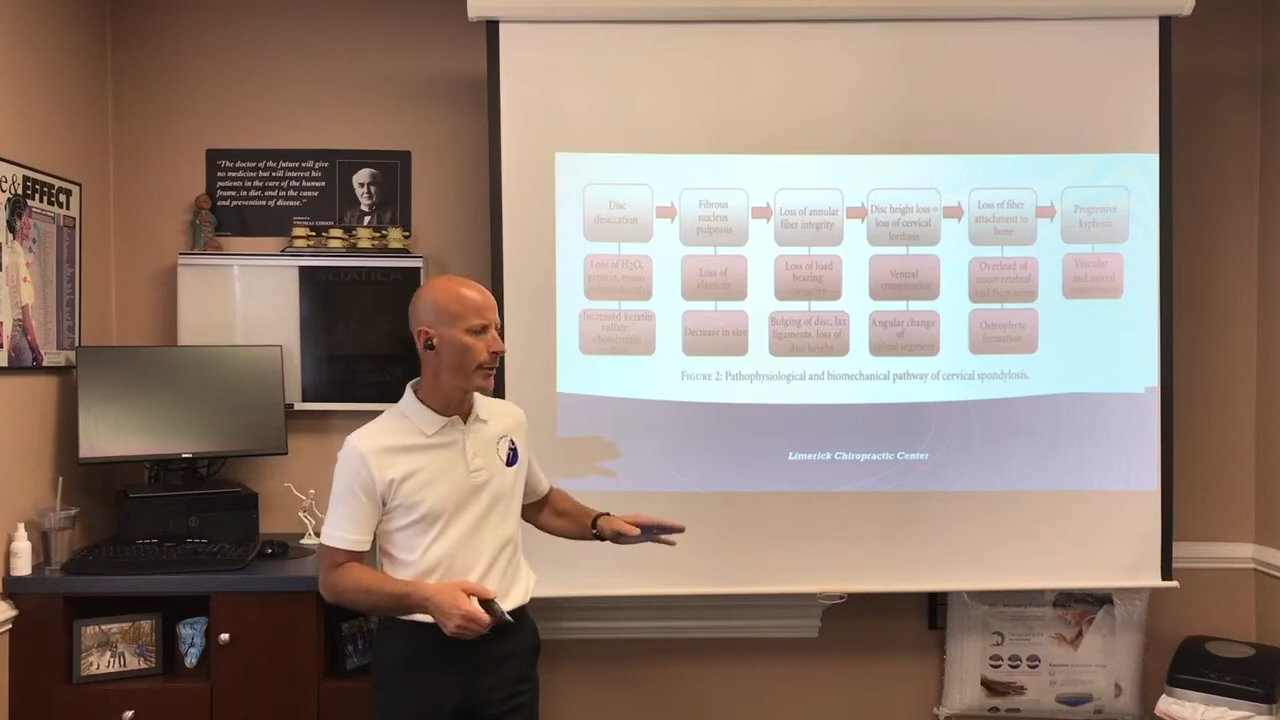 e&EFFECT
"The doctor of the future will give
no medicine but will interest his
patients in the care of the human
frame, in diet, and in the cause
and prevention of disease."
THOMAS EDISON
SCIATICA
DELL
Disc
desiccation
Fibrous
nucleus
pulposus
Loss of annular
fiber integrity
Disc height loss =
loss of cervical
lordosis
Loss of fiber
attachment to
bone
Progressive
kyphosis
Loss of H2O,
protein, muco-
Loss of
elasticity
Loss of load
bearing
Ventral
compression
Overload of
uncovertebral
Vascular
and neural
Increased keratin
sulfate:
chondroitin
Decrease in size
Bulging of disc, lax
ligaments, loss of
disc height
Angular change
of
spinal segment
Osteophyte
formation
FIGURE 2: Pathophysiological and biomechanical pathway of cervical spondylosis.
Limerick Chiropractic Center